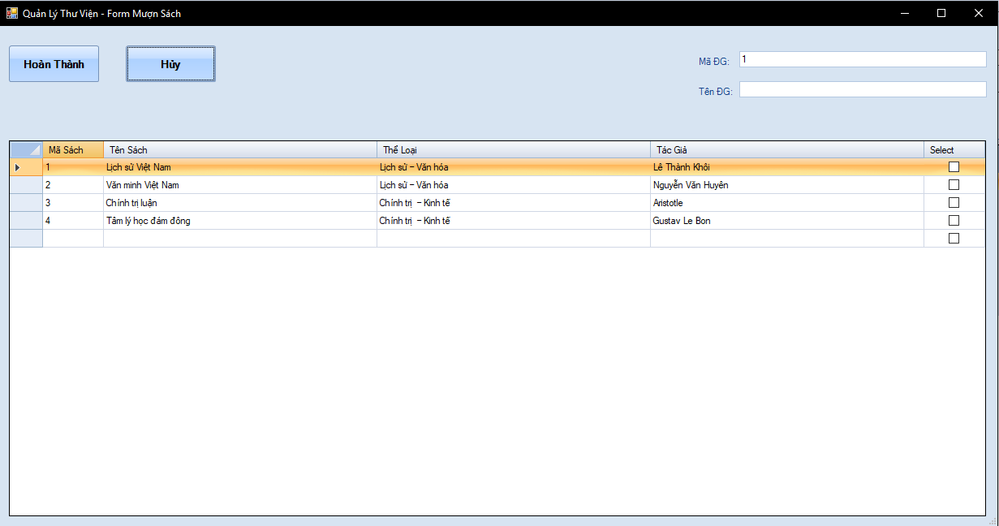 Quản Lý Thư Viện - Form Mượn Sách
Hoàn Thành Hủy
Mã ĐG: 1
Tên ĐG:
Mã Sách Tên Sách Thể Loại Tác Giả Select
1 Lịch sử Việt Nam Lịch sử – Văn hóa Lê Thành Khôi
2 Văn minh Việt Nam Lịch sử – Văn hóa Nguyễn Văn Huyên
3 Chính trị luận Chính trị – Kinh tế Aristotle
4 Tâm lý học đám đông Chính trị – Kinh tế Gustav Le Bon